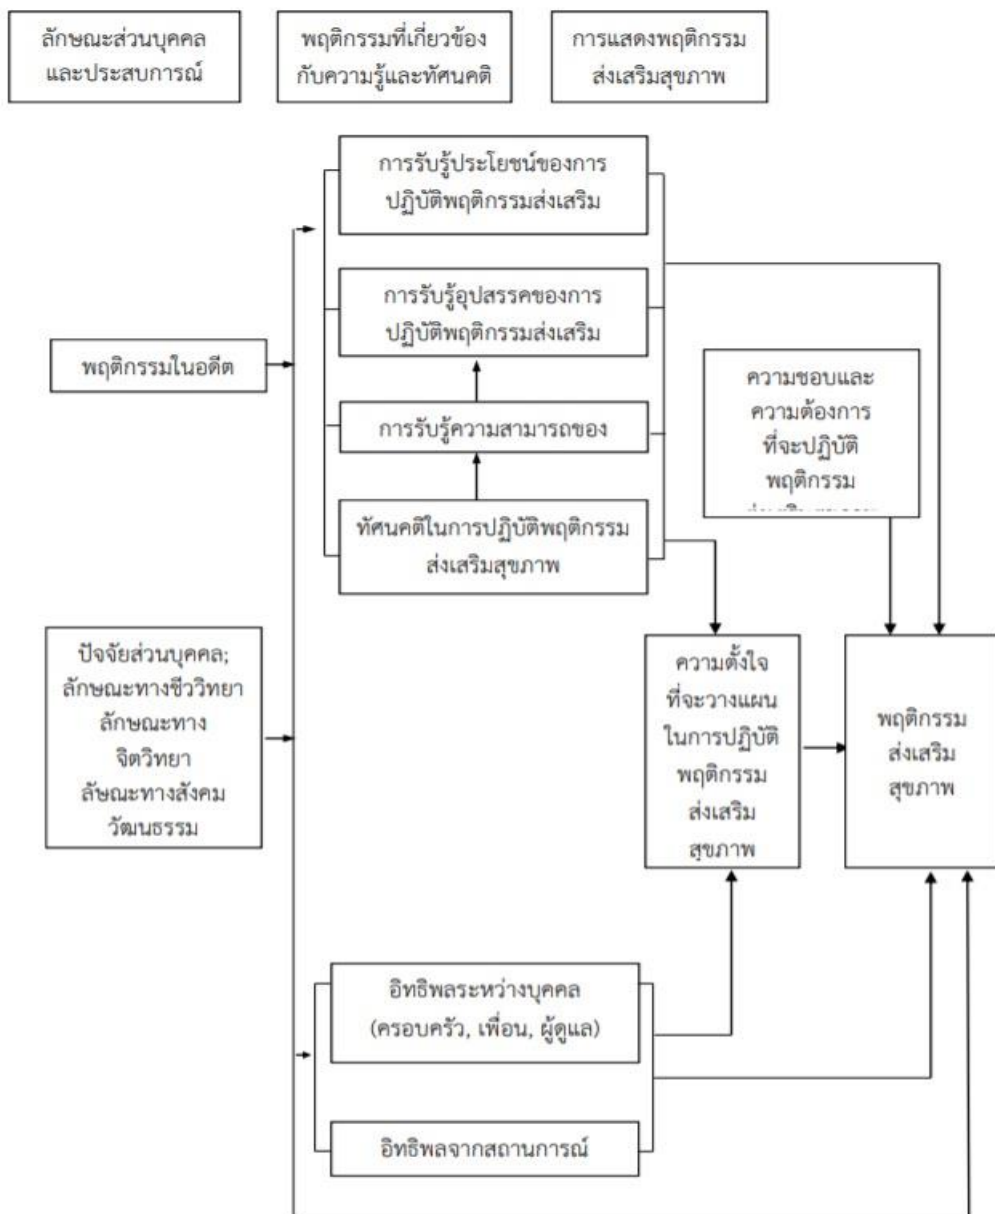 ลักษณะส่วนบุคคล
และประสบการณ์
พฤติกรรมที่เกี่ยวข้อง
กับความรู้และทัศนคติ
การแสดงพฤติกรรม
ส่งเสริมสุขภาพ
การรับรู้ประโยชน์ของการ
ปฏิบัติพฤติกรรมส่งเสริม
การรับรู้อุปสรรคของการ
ปฏิบัติพฤติกรรมส่งเสริม
พฤติกรรมในอดีต
การรับรู้ความสามารถของ
ทัศนคติในการปฏิบัติพฤติกรรม
ส่งเสริมสุขภาพ
ความชอบและ
ความต้องการ
ที่จะปฏิบัติ
พฤติกรรม
ปัจจัยส่วนบุคคล;
ลักษณะทางชีววิทยา
ลักษณะทาง
จิตวิทยา
ลัษณะทางสังคม
วัฒนธรรม
ความตั้งใจ
ที่จะวางแผน
ในการปฏิบัติ
พฤติกรรม
ส่งเสริม
สุขภาพ
พฤติกรรม
ส่งเสริม
สุขภาพ
อิทธิพลระหว่างบุคคล
(ครอบครัว, เพื่อน, ผู้ดูแล)
อิทธิพลจากสถานการณ์